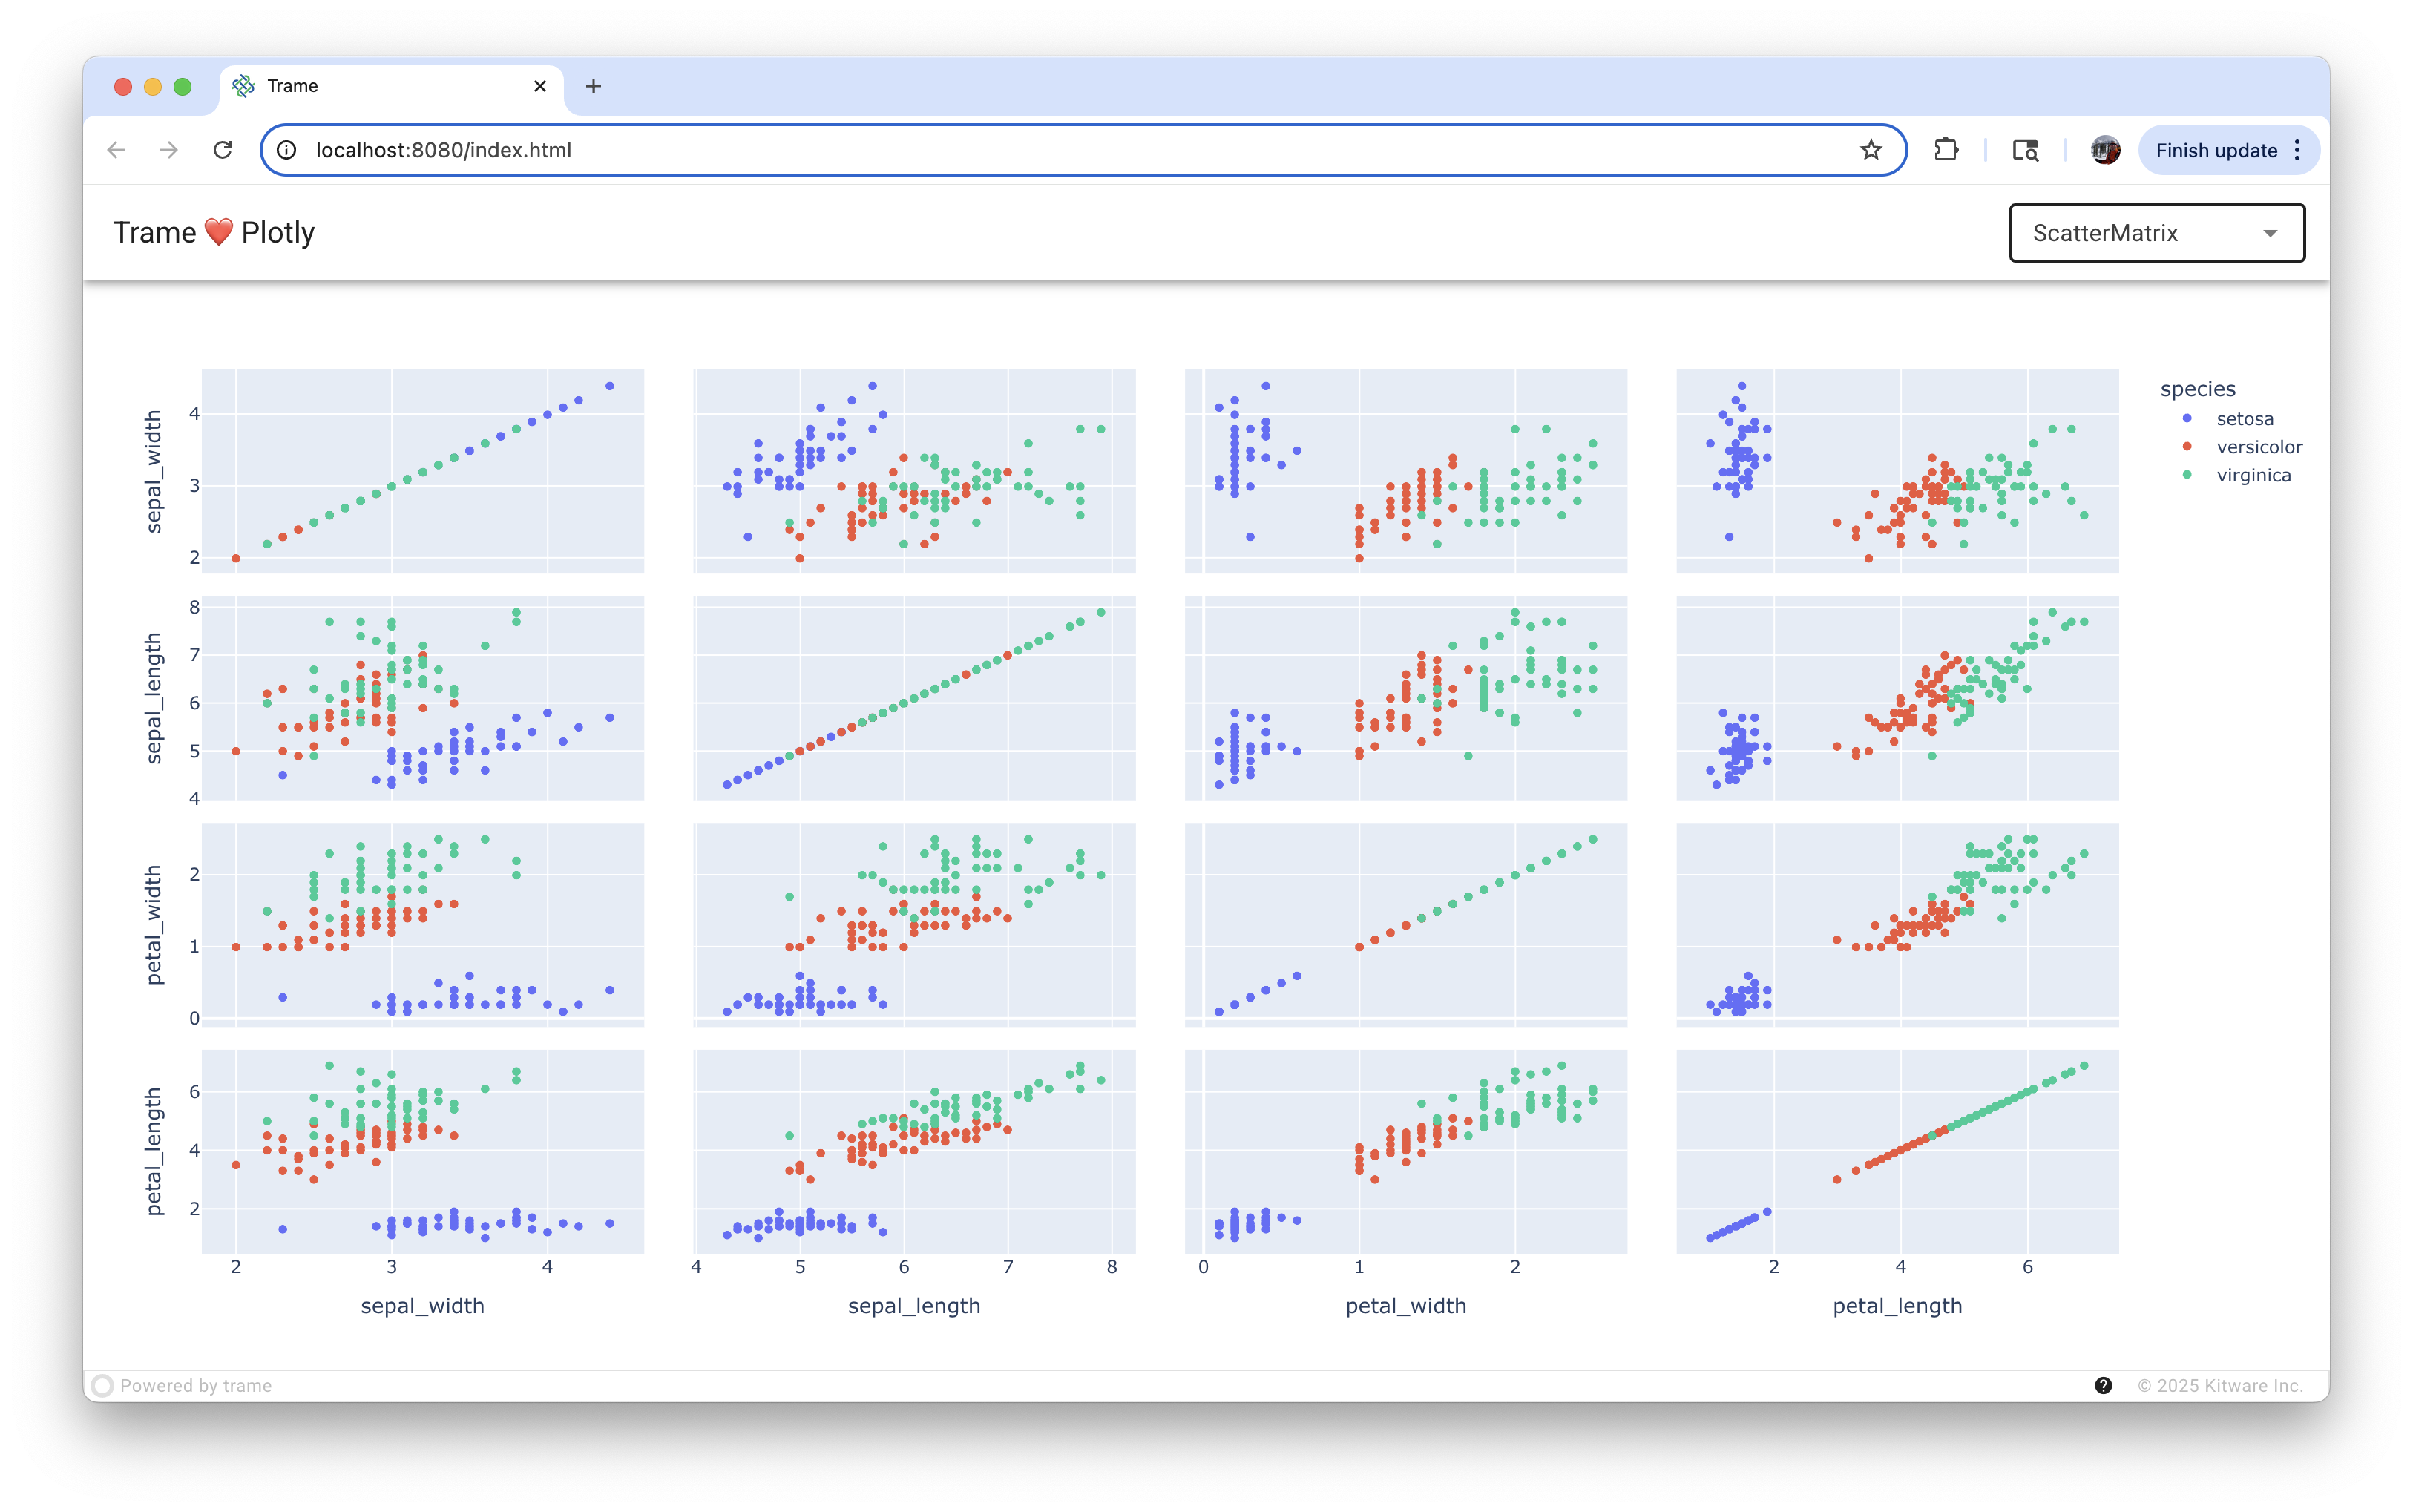 Trame
localhost:8080/index.html
Finish update
Trame ❤️ Plotly
ScatterMatrix
species
setosa
versicolor
virginica
sepal_width
4
3
2
sepal_length
8
7
6
5
4
petal_width
2
1
0
petal_length
6
4
2
2 3 4
4 5 6 7 8
0 1 2
2 4 6
sepal_width
sepal_length
petal_width
petal_length
Powered by trame
© 2025 Kitware Inc.